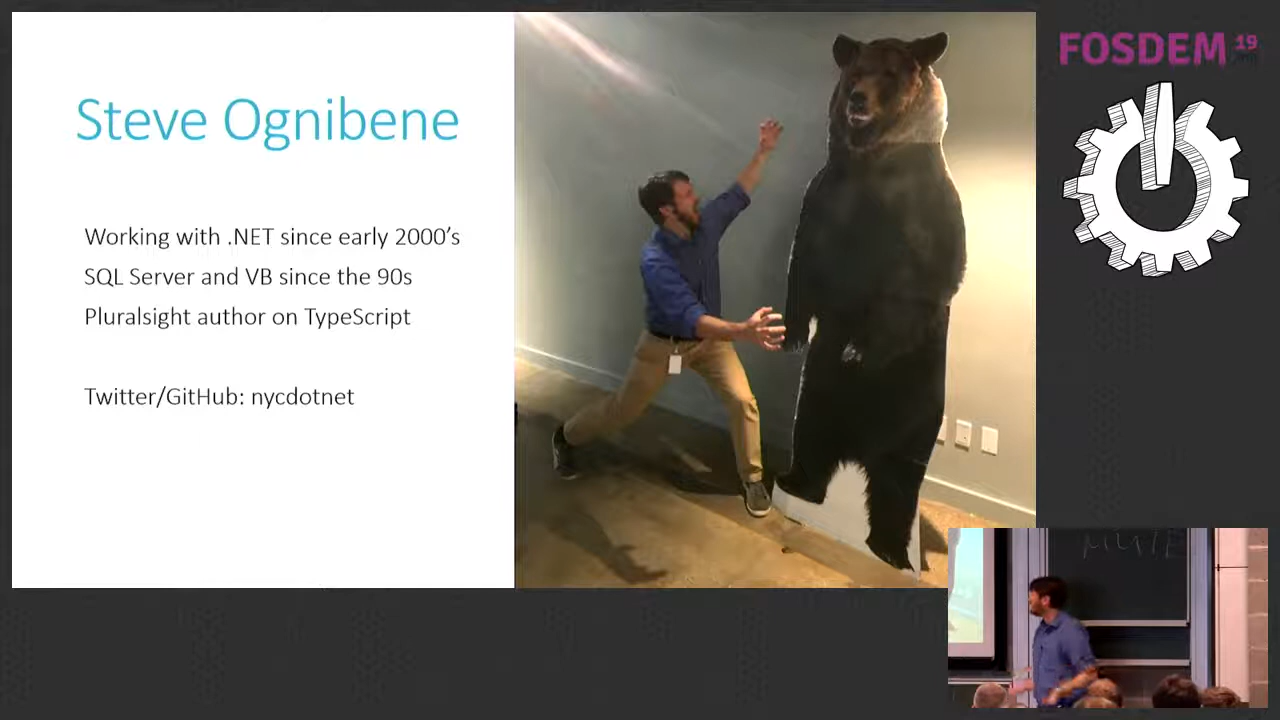 Steve Ognibene
Working with .NET since early 2000's
SQL Server and VB since the 90s
Pluralsight author on TypeScript
Twitter/GitHub: nycdotnet
FOSDEM 19